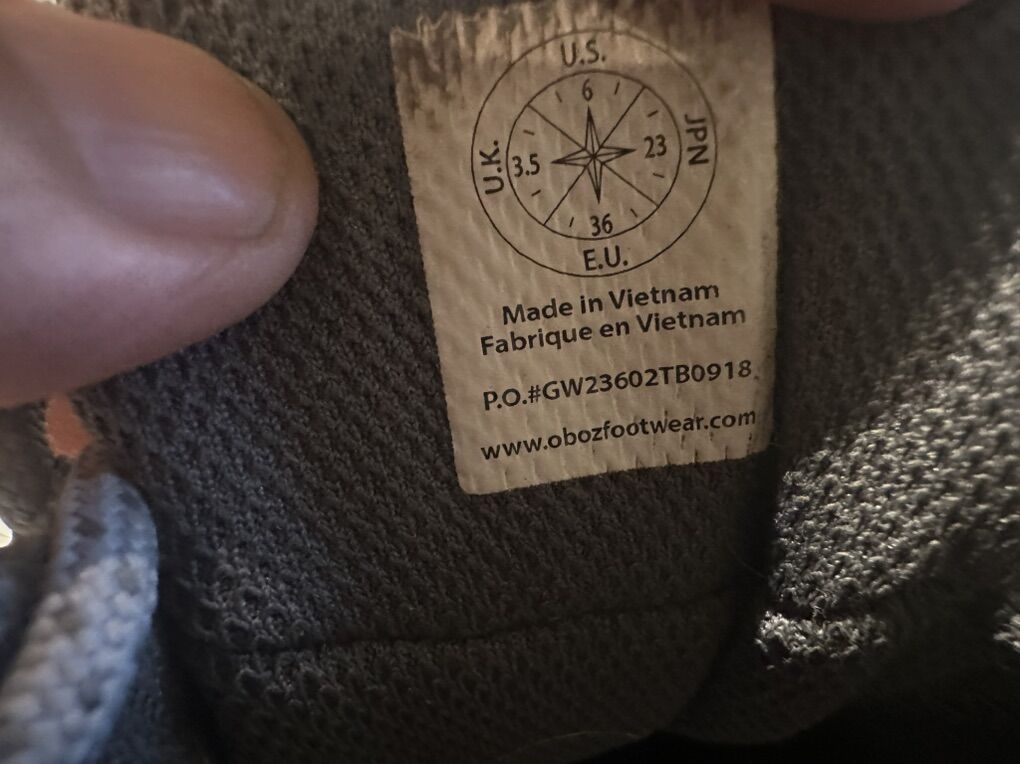 U.S.
6
U.K.
3.5
23
JPN
36
E.U.
Made in Vietnam
Fabrique en Vietnam
P.O.#GW23602TB0918
www.obozfootwear.com